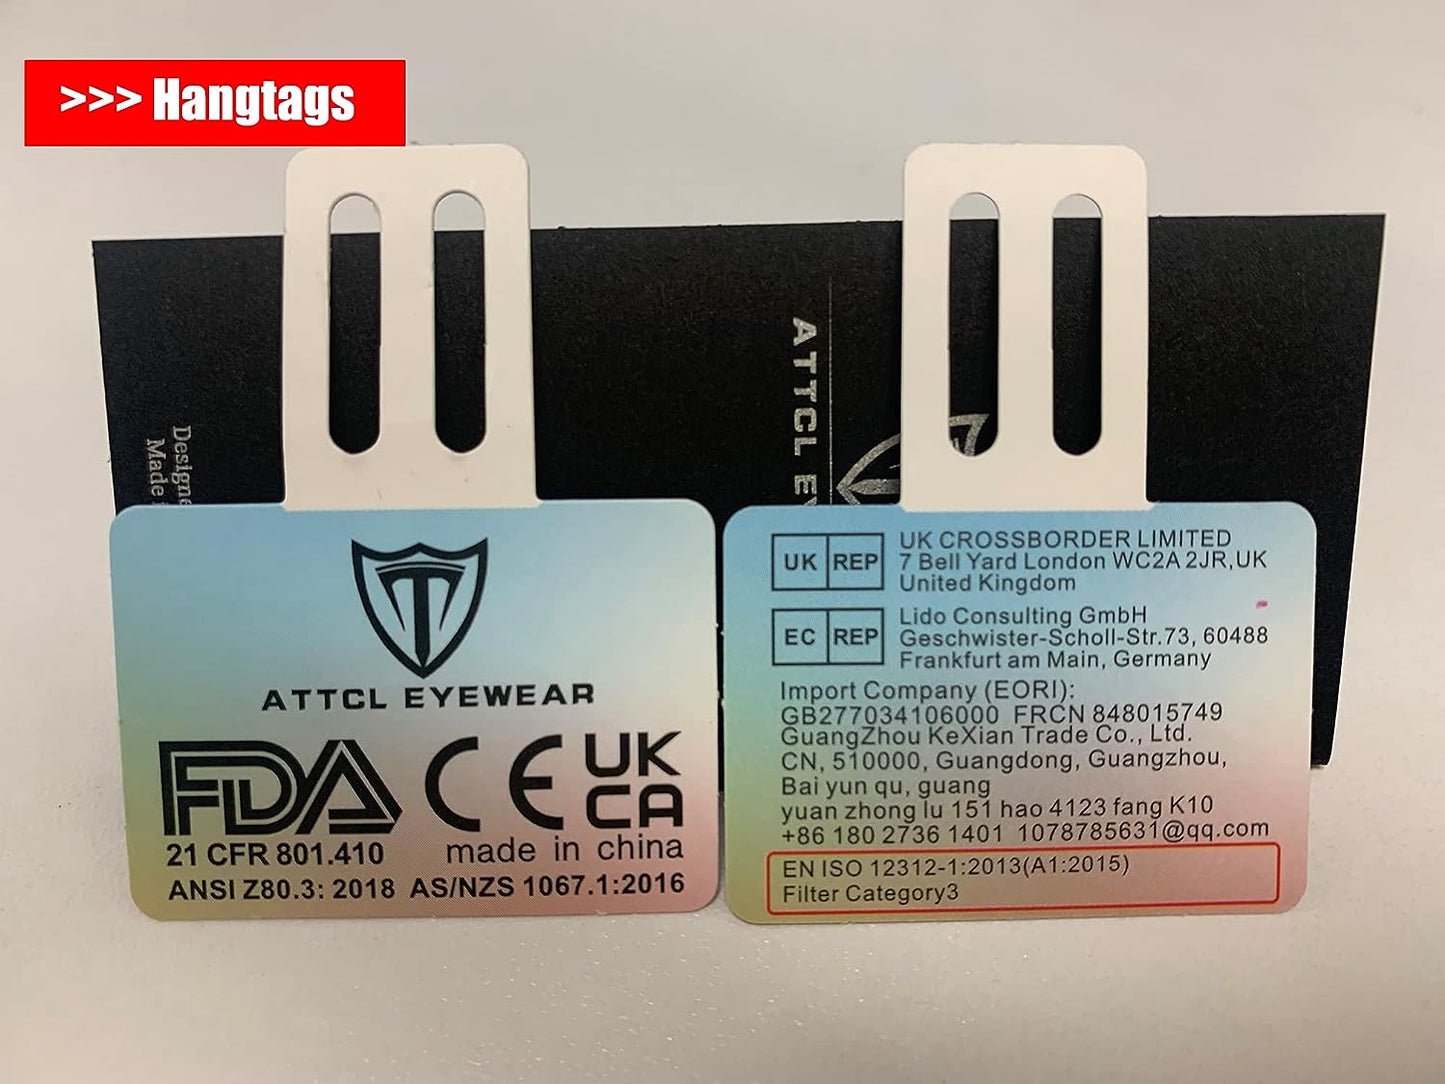 >>> Hangtags
Designe
Made
ATTCL EY
ATTCL EYEWEAR
FDA CE UK
CA
21 CFR 801.410 made in china
ANSI Z80.3: 2018 AS/NZS 1067.1:2016
UK REP
UK CROSSBORDER LIMITED
7 Bell Yard London WC2A 2JR,UK
United Kingdom
EC REP
Lido Consulting GmbH
Geschwister-Scholl-Str.73, 60488
Frankfurt am Main, Germany
Import Company (EORI):
GB277034106000 FRCN 848015749
GuangZhou KeXian Trade Co., Ltd.
CN, 510000, Guangdong, Guangzhou,
Bai yun qu, guang
yuan zhong lu 151 hao 4123 fang K10
+86 180 2736 1401 1078785631@qq.com
EN ISO 12312-1:2013(A1:2015)
Filter Category3